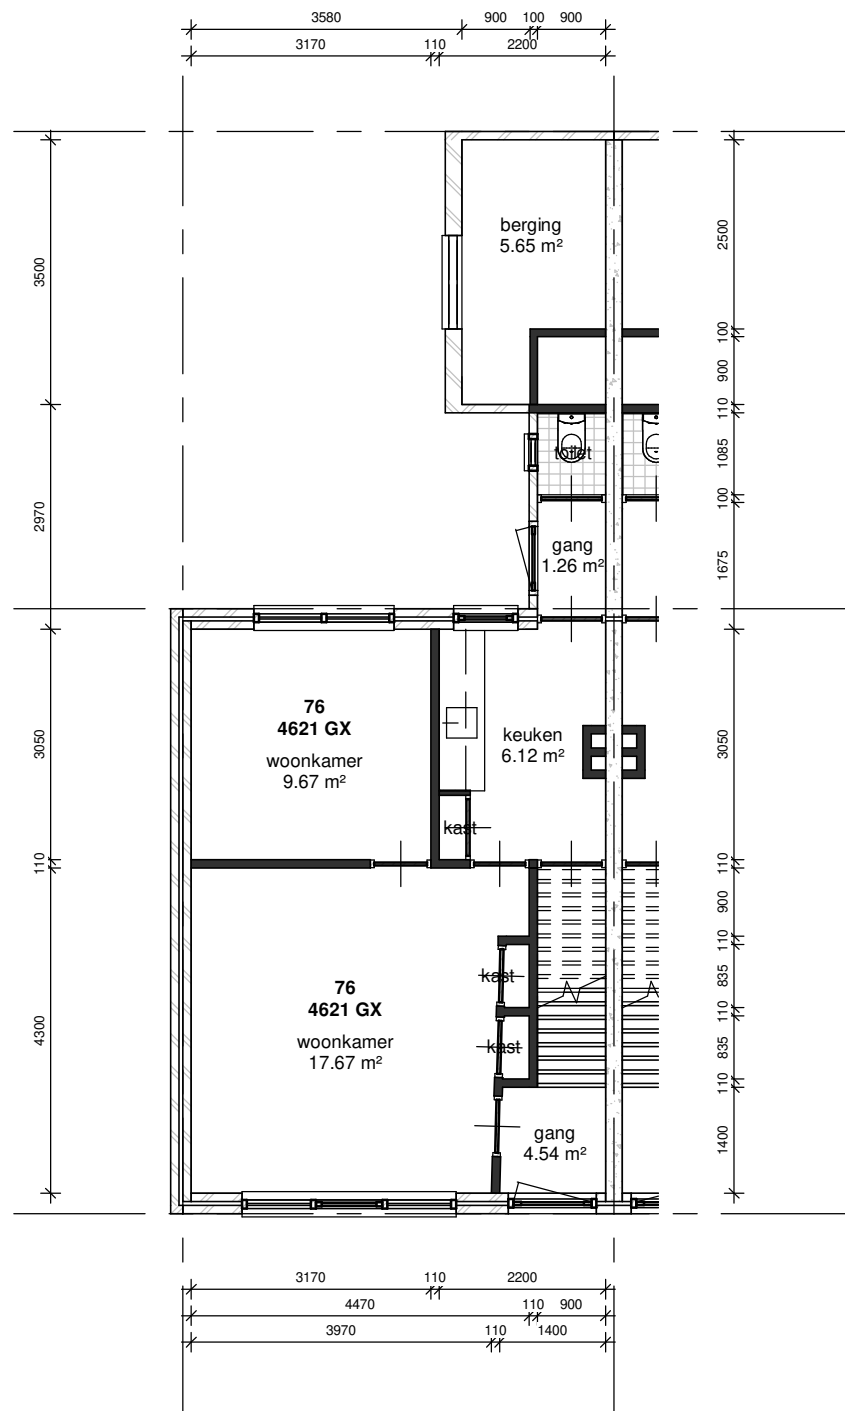 3580 900 100 900
3170 110 2200
3500
2970
3050
110
4300
2500
100
900
110
1085
100
1675
3050
110
900
110
835
110
835
110
1400
berging
5.65 m²
toilet
gang
1.26 m²
76
4621 GX
woonkamer
9.67 m²
keuken
6.12 m²
kast
kast
76
4621 GX
woonkamer
17.67 m²
kast
gang
4.54 m²
3170 110 2200
4470 110 900
3970 110 1400